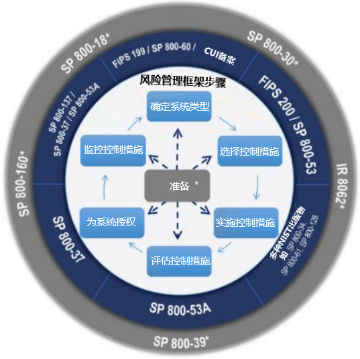 SP 800-18*
SP 800-30*
FIPS 199 / SP 800-60 / CUI备案
SP 800-137 /
SP 800-37 / SP 800-53A
FIPS 200 / SP 800-53
风险管理框架步骤
确定系统类型
监控控制措施
选择控制措施
准备 *
SP 800-160*
IR 8062*
为系统授权
实施控制措施
评估控制措施
SP 800-37
多种NIST出版物
如 SP 800-34,
SP 800-61, SP 800-128
SP 800-53A
SP 800-39*